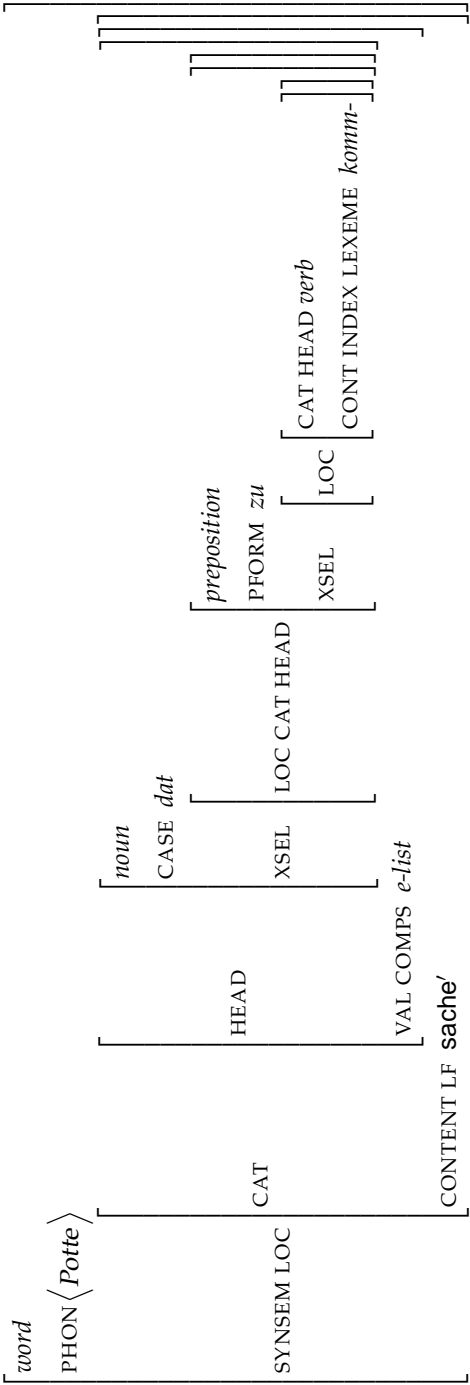 word
PHON ⟨Potte⟩
noun
CASE dat
preposition
PFORM zu
CAT HEAD verb
SYNSEM LOC CAT HEAD XSEL LOC CAT HEAD XSEL LOC
CONT INDEX LEXEME komm-
VAL COMPS e-list
CONTENT LF sache′